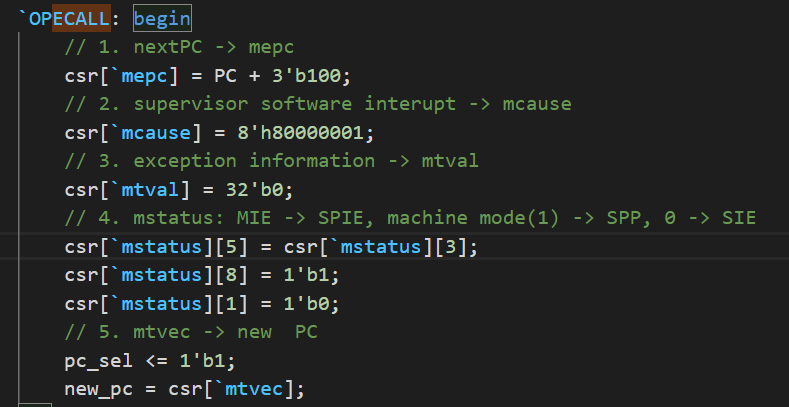 `OPECALL: begin
// 1. nextPC -> mepc
csr[`mepc] = PC + 3'b100;
// 2. supervisor software interupt -> mcause
csr[`mcause] = 8'h80000001;
// 3. exception information -> mtval
csr[`mtval] = 32'b0;
// 4. mstatus: MIE -> SPIE, machine mode(1) -> SPP, 0 -> SIE
csr[`mstatus][5] = csr[`mstatus][3];
csr[`mstatus][8] = 1'b1;
csr[`mstatus][1] = 1'b0;
// 5. mtvec -> new  PC
pc_sel <= 1'b1;
new_pc = csr[`mtvec];